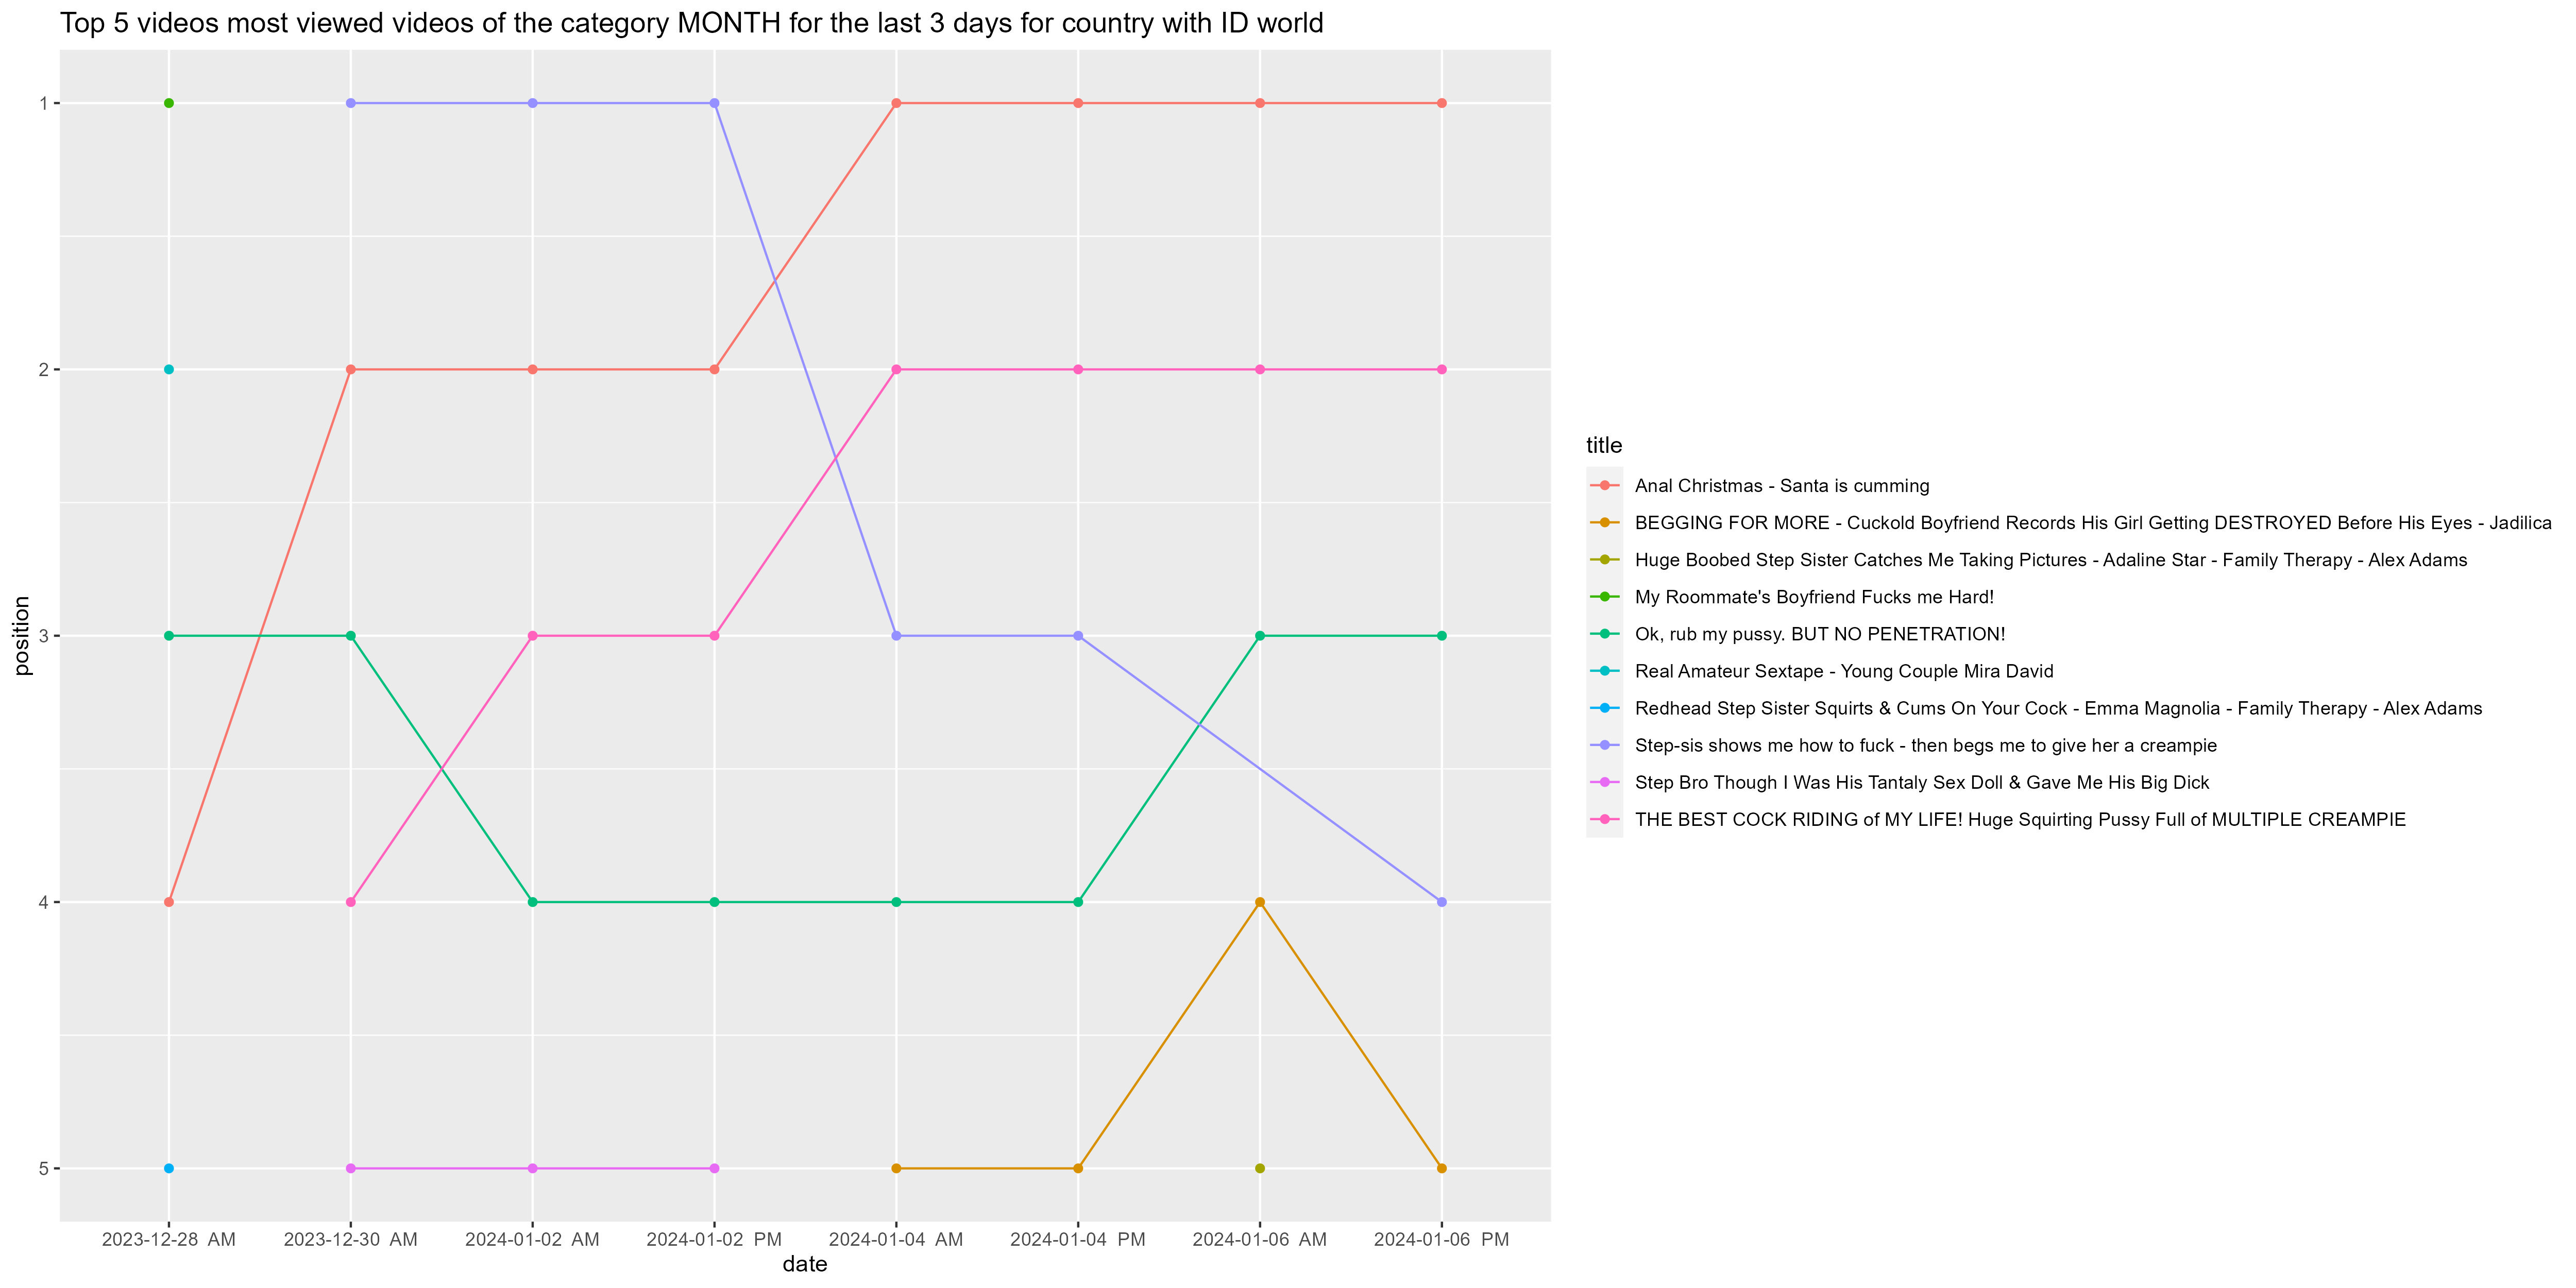 Top 5 videos most viewed videos of the category MONTH for the last 3 days for country with ID world
1
2
3
4
5
position
2023-12-28 AM
2023-12-30 AM
2024-01-02 AM
2024-01-02 PM
2024-01-04 AM
2024-01-04 PM
2024-01-06 AM
2024-01-06 PM
date
title
Anal Christmas - Santa is cumming
BEGGING FOR MORE - Cuckold Boyfriend Records His Girl Getting DESTROYED Before His Eyes - Jadilica
Huge Boobed Step Sister Catches Me Taking Pictures - Adaline Star - Family Therapy - Alex Adams
My Roommate's Boyfriend Fucks me Hard!
Ok, rub my pussy. BUT NO PENETRATION!
Real Amateur Sextape - Young Couple Mira David
Redhead Step Sister Squirts & Cums On Your Cock - Emma Magnolia - Family Therapy - Alex Adams
Step-sis shows me how to fuck - then begs me to give her a creampie
Step Bro Though I Was His Tantaly Sex Doll & Gave Me His Big Dick
THE BEST COCK RIDING of MY LIFE! Huge Squirting Pussy Full of MULTIPLE CREAMPIE